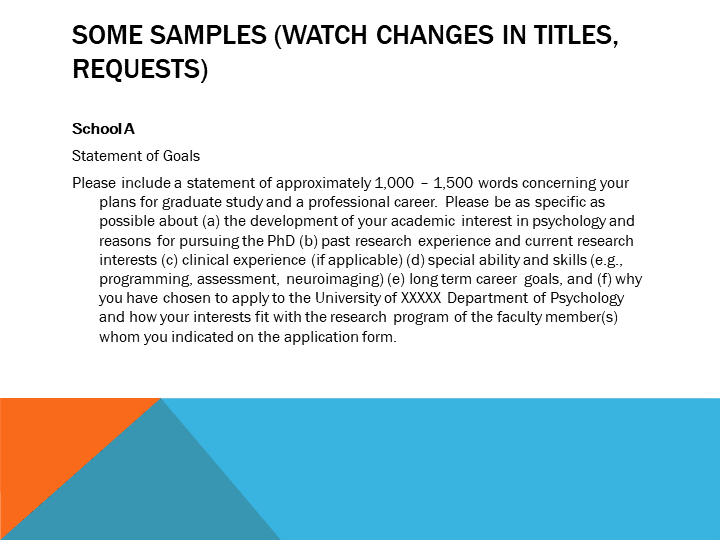 SOME SAMPLES (WATCH CHANGES IN TITLES,
REQUESTS)
School A
Statement of Goals
Please include a statement of approximately 1,000 – 1,500 words concerning your
plans for graduate study and a professional career. Please be as specific as
possible about (a) the development of your academic interest in psychology and
reasons for pursuing the PhD (b) past research experience and current research
interests (c) clinical experience (if applicable) (d) special ability and skills (e.g.,
programming, assessment, neuroimaging) (e) long term career goals, and (f) why
you have chosen to apply to the University of XXXXX Department of Psychology
and how your interests fit with the research program of the faculty member(s)
whom you indicated on the application form.